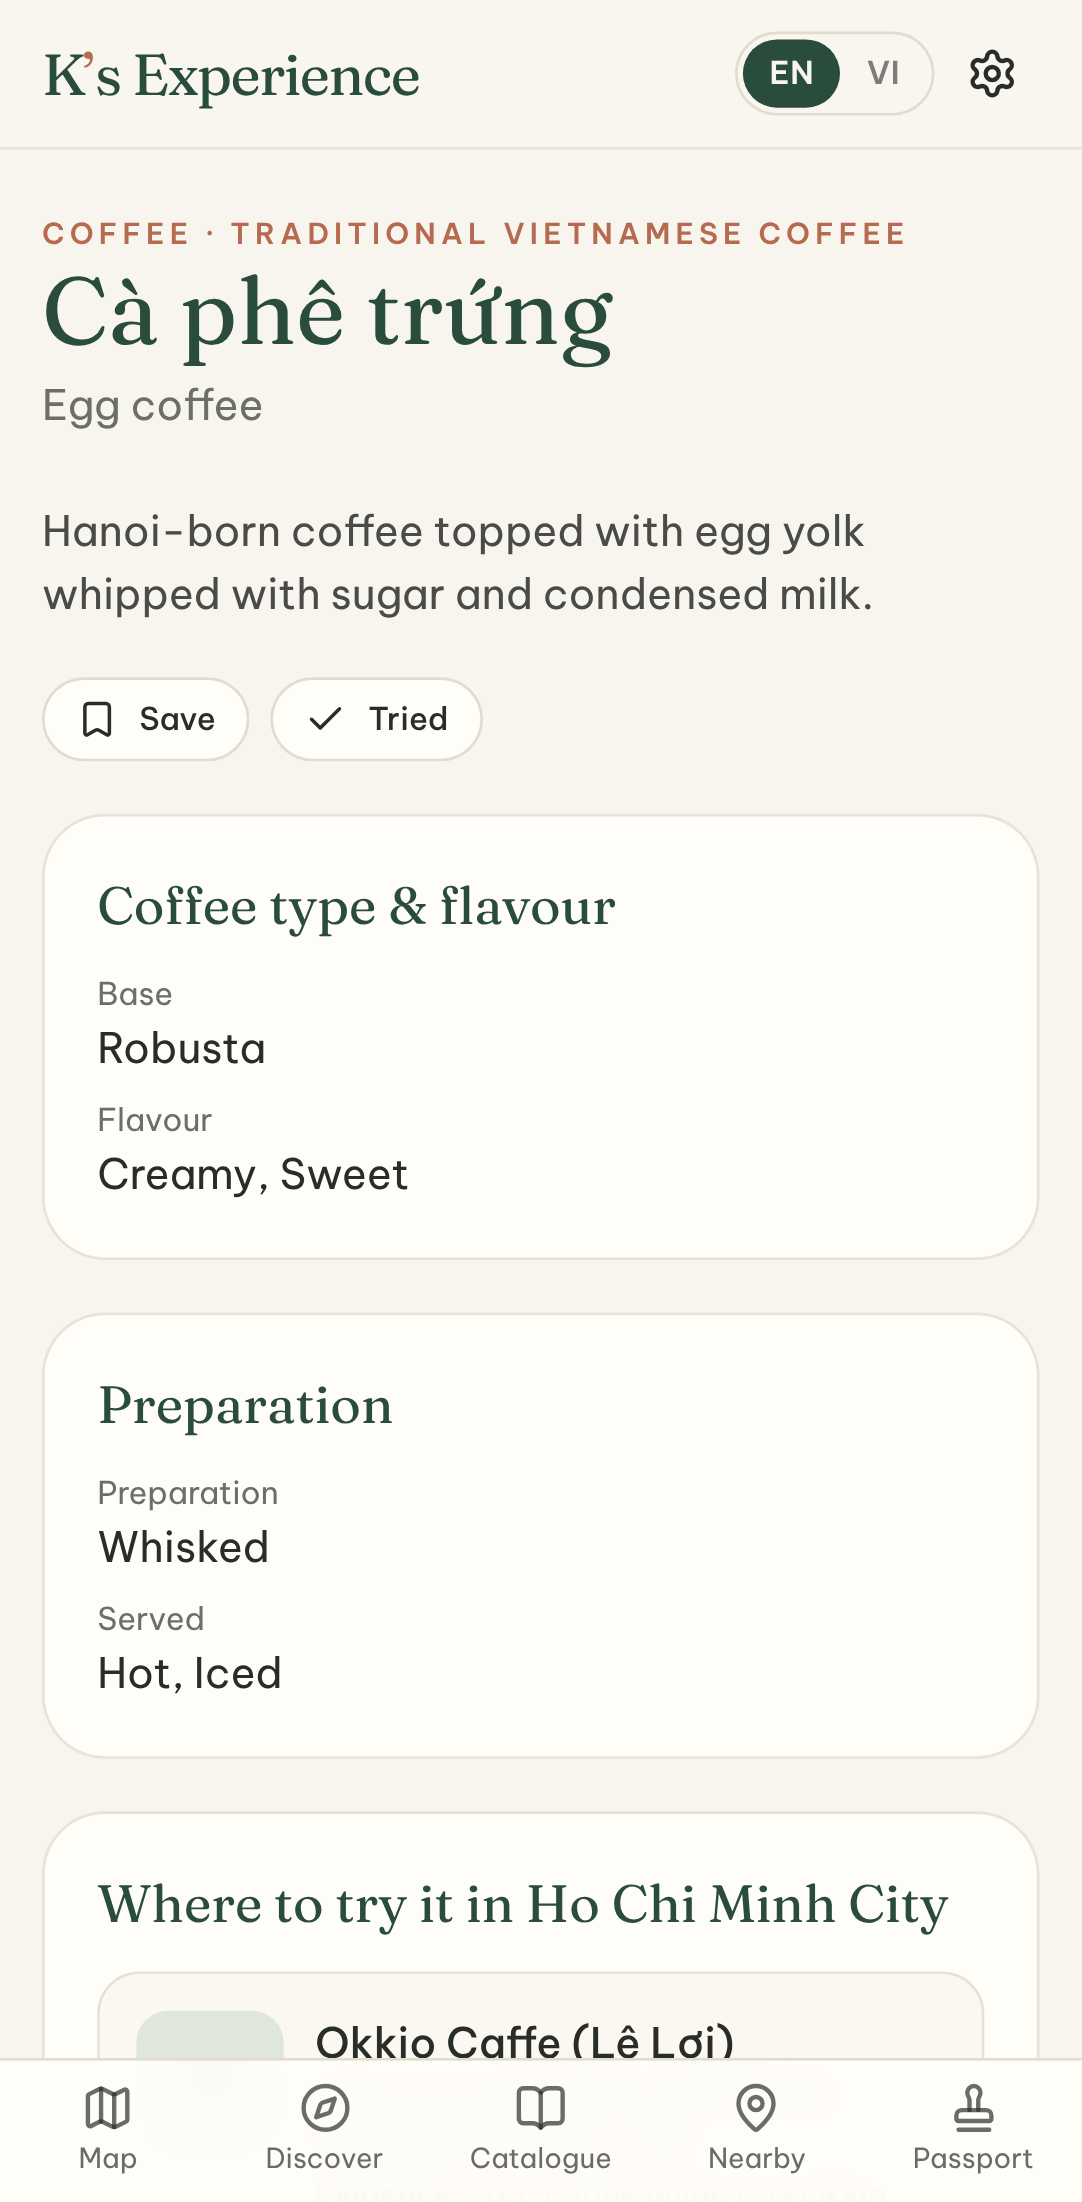 K's Experience
EN VI
COFFEE · TRADITIONAL VIETNAMESE COFFEE
Cà phê trứng
Egg coffee
Hanoi-born coffee topped with egg yolk
whipped with sugar and condensed milk.
Save Tried
Coffee type & flavour
Base
Robusta
Flavour
Creamy, Sweet
Preparation
Preparation
Whisked
Served
Hot, Iced
Where to try it in Ho Chi Minh City
Okkio Caffe (Lê Lợi)
Map Discover Catalogue Nearby Passport